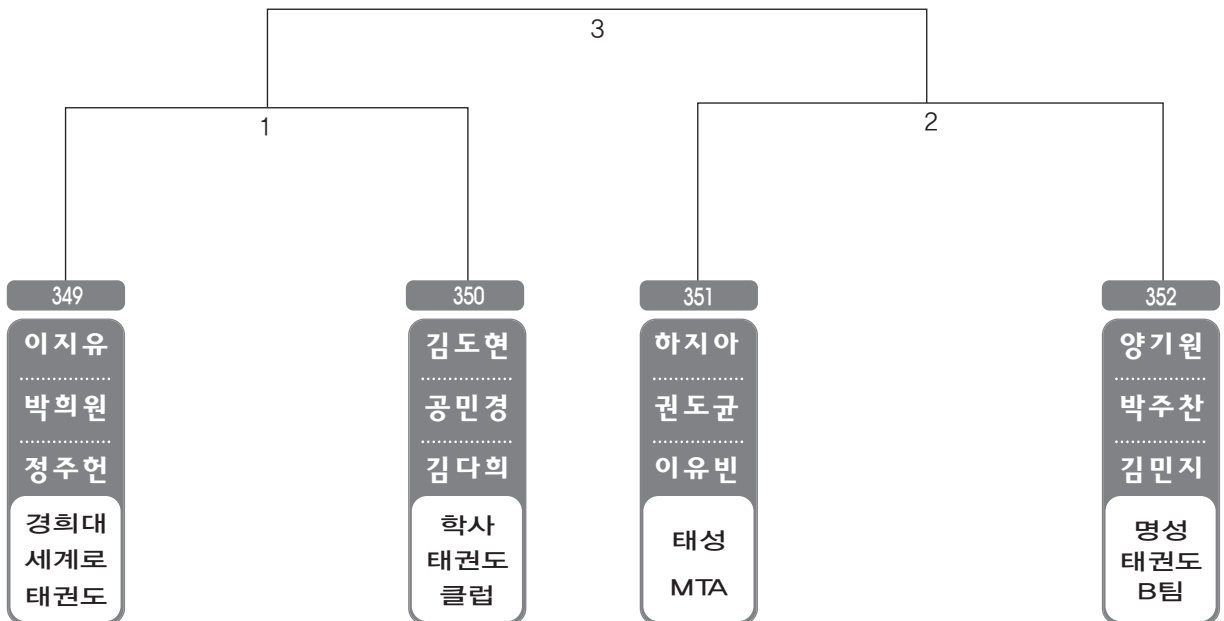 3
1
2
349
이지유
박희원
정주헌
경희대
세계로
태권도
350
김도현
공민경
김다희
학사
태권도
클럽
351
하지아
권도균
이유빈
태성
MTA
352
양기원
박주찬
김민지
명성
태권도
B팀